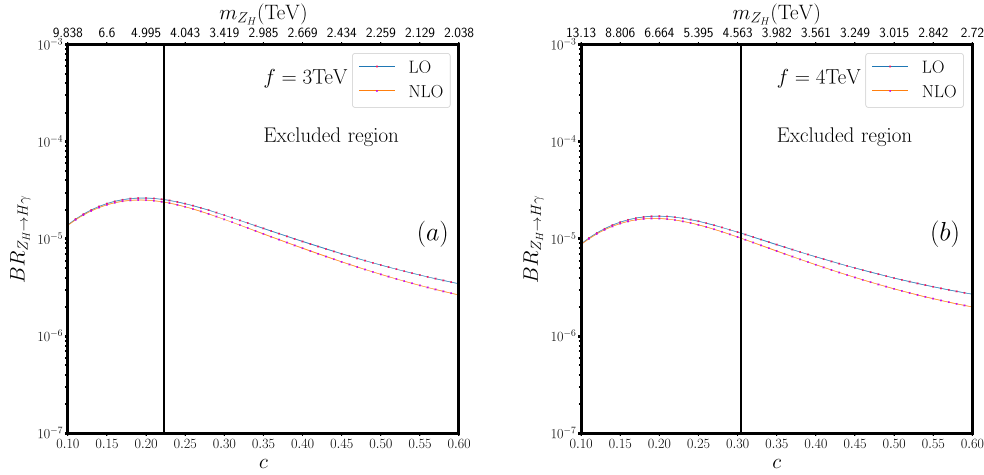 m_{Z_H}(TeV)
9.838 6.6 4.995 4.043 3.419 2.985 2.669 2.434 2.259 2.129 2.038
10^{-3}
f = 3TeV
LO
NLO
Excluded region
10^{-4}
(a)
10^{-5}
10^{-6}
10^{-7}
BR_{Z_H→Hγ}
0.10 0.15 0.20 0.25 0.30 0.35 0.40 0.45 0.50 0.55 0.60
c
m_{Z_H}(TeV)
13.13 8.806 6.664 5.395 4.563 3.982 3.561 3.249 3.015 2.842 2.72
10^{-3}
f = 4TeV
LO
NLO
Excluded region
10^{-4}
(b)
10^{-5}
10^{-6}
10^{-7}
BR_{Z_H→Hγ}
0.10 0.15 0.20 0.25 0.30 0.35 0.40 0.45 0.50 0.55 0.60
c